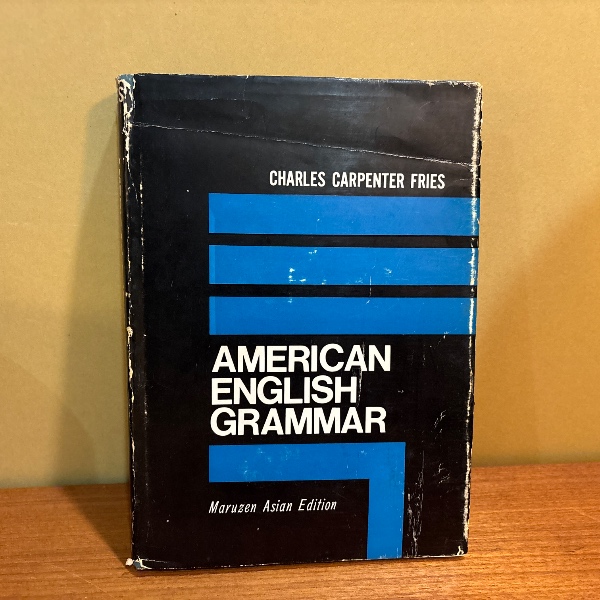 CHARLES CARPENTER FRIES
AMERICAN
ENGLISH
GRAMMAR
Maruzen Asian Edition